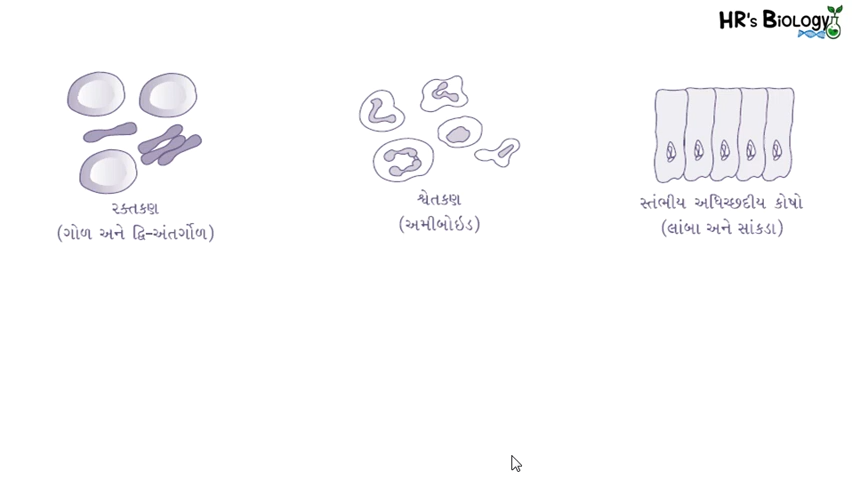 HR's Biology
રક્તકણ
(ગોળ અને દ્વિ-અંતર્ગોળ)
શ્વેતકણ
(અમીબોઇડ)
સ્તંભીય અધિચ્છદીય કોષો
(લાંબા અને સાંકડા)